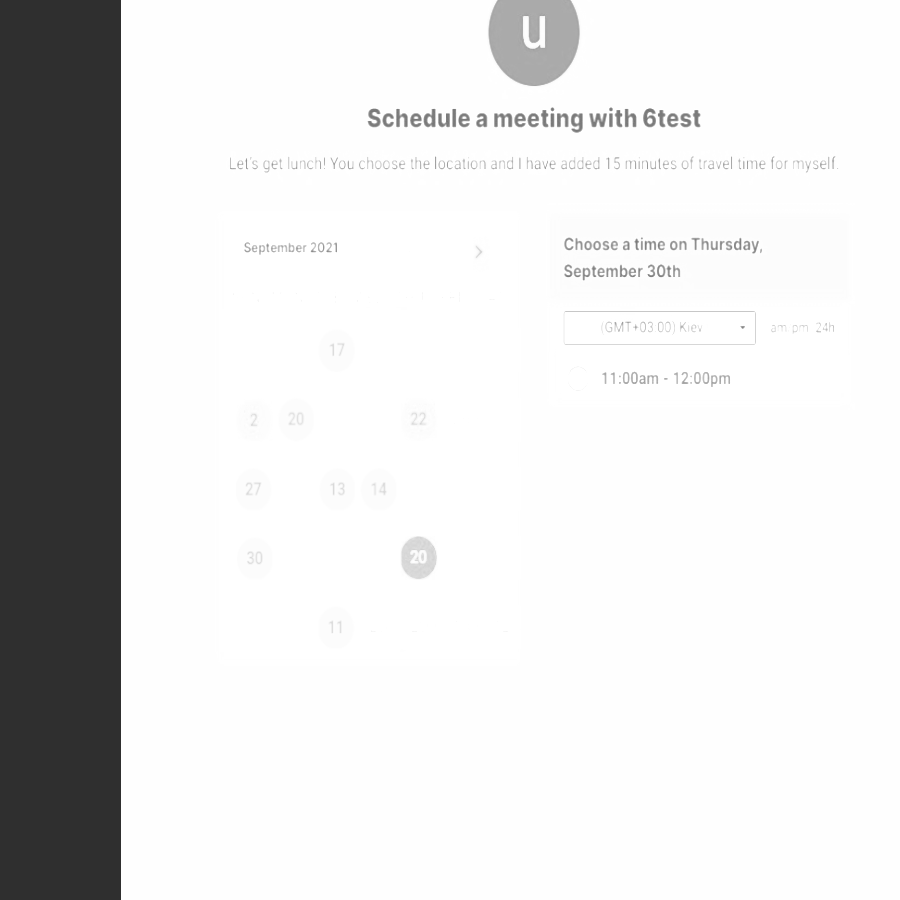 u
Schedule a meeting with 6test
Let's get lunch! You choose the location and I have added 15 minutes of travel time for myself.
September 2021
17
2 20 22
27 13 14
30 20
11
Choose a time on Thursday,
September 30th
(GMT+03:00) Kiev am pm 24h
11:00am - 12:00pm